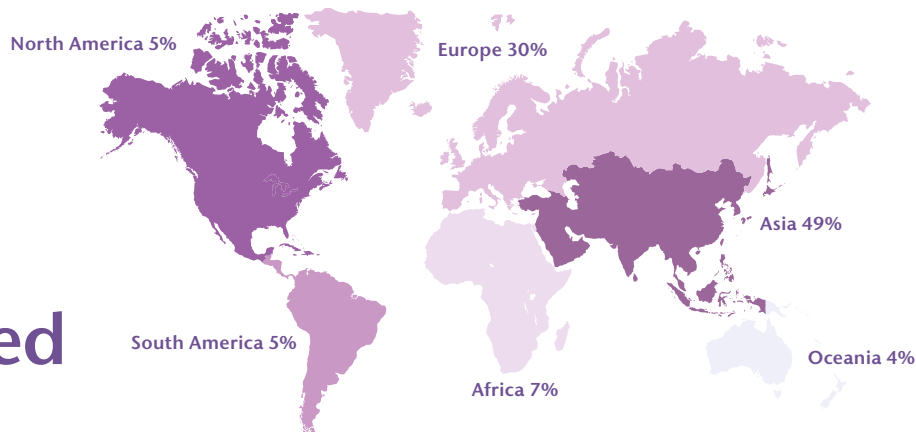 North America 5%
Europe 30%
Asia 49%
South America 5%
Oceania 4%
Africa 7%
ed